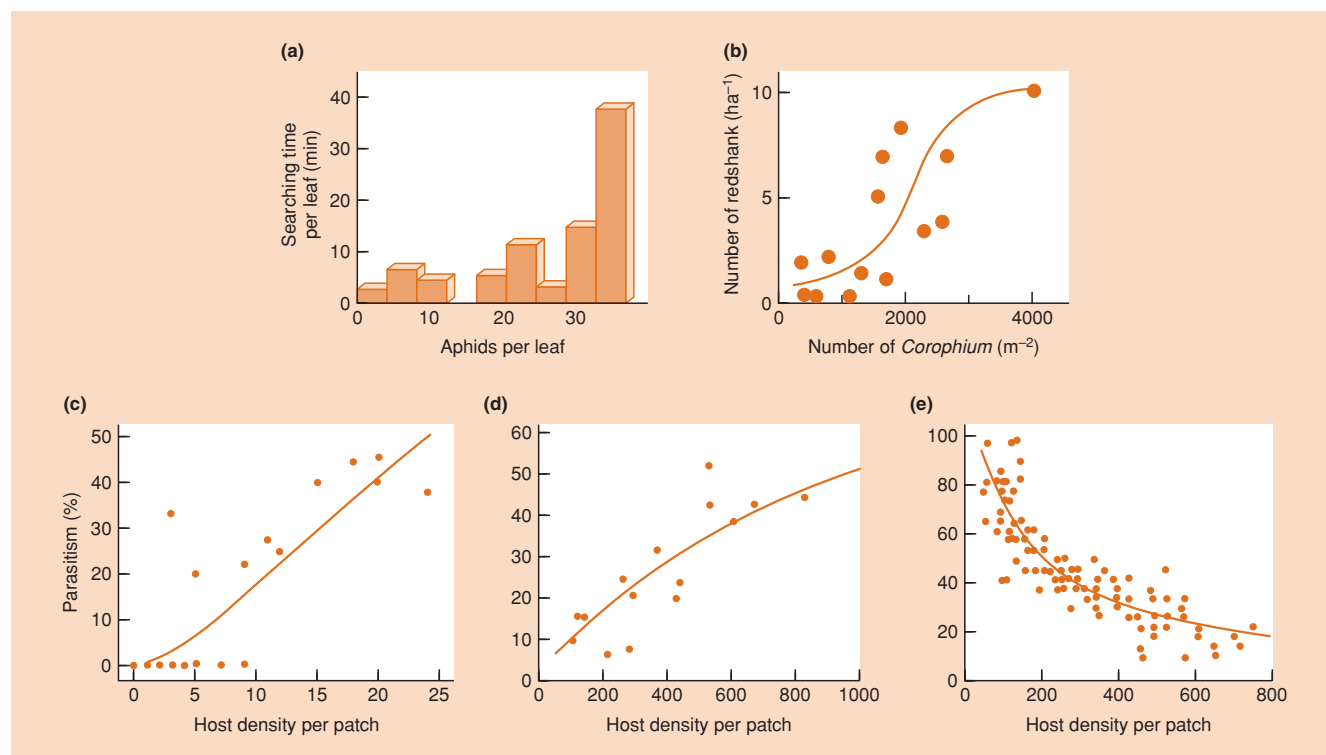 (a)
40
30
20
10
0
Searching time
per leaf (min)
0 10 20 30
Aphids per leaf
(b)
10
5
0
Number of redshank (ha⁻¹)
0 2000 4000
Number of Corophium (m⁻²)
(c)
50
40
30
20
10
0
Parasitism (%)
0 5 10 15 20 25
Host density per patch
(d)
60
50
40
30
20
10
0
0 200 400 600 800 1000
Host density per patch
(e)
100
80
60
40
20
0
0 200 400 600 800
Host density per patch